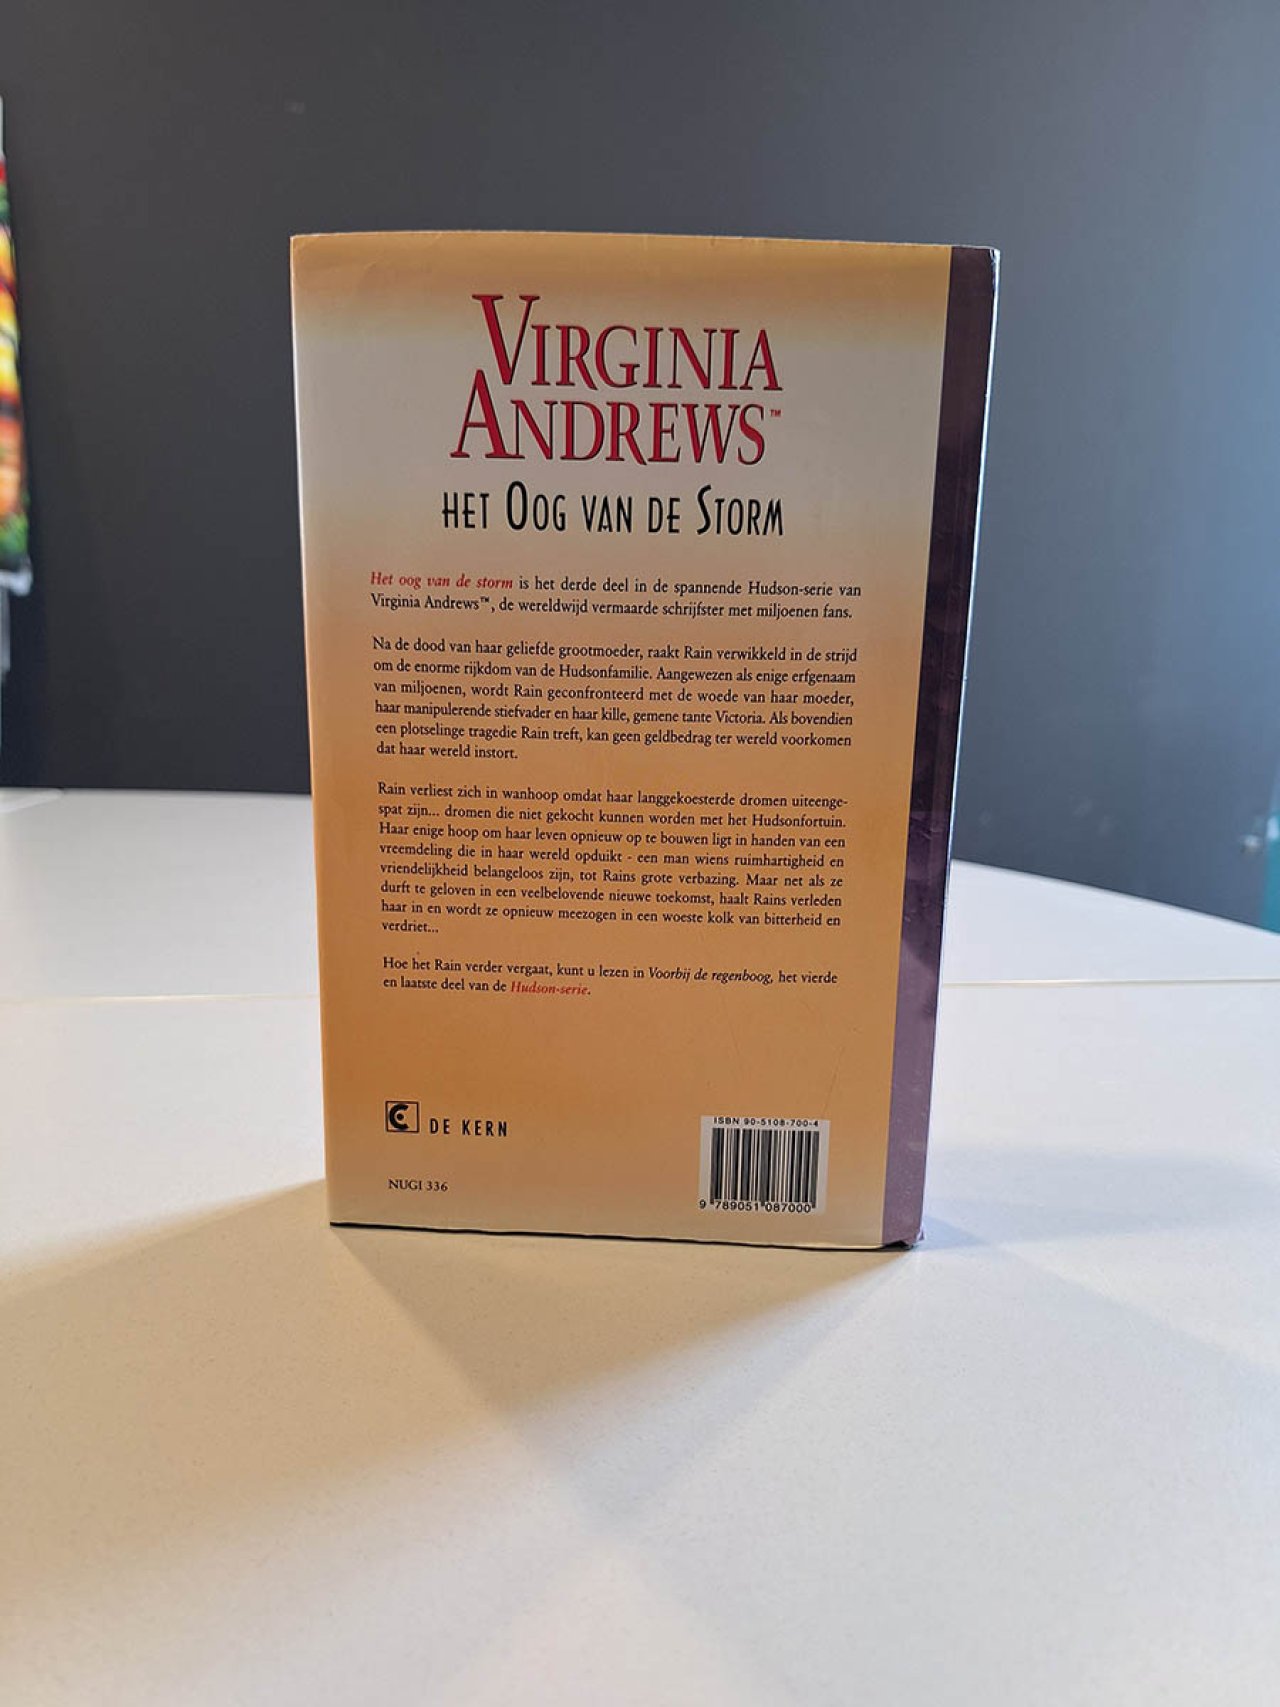 VIRGINIA
ANDREWS™
HET OOG VAN DE STORM
Het oog van de storm is het derde deel in de spannende Hudson-serie van
Virginia Andrews™, de wereldwijd vermaarde schrijfster met miljoenen fans.
Na de dood van haar geliefde grootmoeder, raakt Rain verwikkeld in de strijd
om de enorme rijkdom van de Hudsonfamilie. Aangewezen als enige erfgenaam
van miljoenen, wordt Rain geconfronteerd met de woede van haar moeder,
haar manipulerende stiefvader en haar kille, gemene tante Victoria. Als bovendien
een plotselinge tragedie Rain treft, kan geen geldbedrag ter wereld voorkomen
dat haar wereld instort.
Rain verliest zich in wanhoop omdat haar langgekoesterde dromen uiteenge-
spat zijn... dromen die niet gekocht kunnen worden met het Hudsonfortuin.
Haar enige hoop om haar leven opnieuw op te bouwen ligt in handen van een
vreemdeling die in haar wereld opduikt - een man wiens ruimhartigheid en
vriendelijkheid belangeloos zijn, tot Rains grote verbazing. Maar net als ze
durft te geloven in een veelbelovende nieuwe toekomst, haalt Rains verleden
haar in en wordt ze opnieuw meezogen in een woeste kolk van bitterheid en
verdriet...
Hoe het Rain verder vergaat, kunt u lezen in Voorbij de regenboog, het vierde
en laatste deel van de Hudson-serie.
DE KERN
ISBN 90-5108-700-4
9 789051 087000
NUGI 336